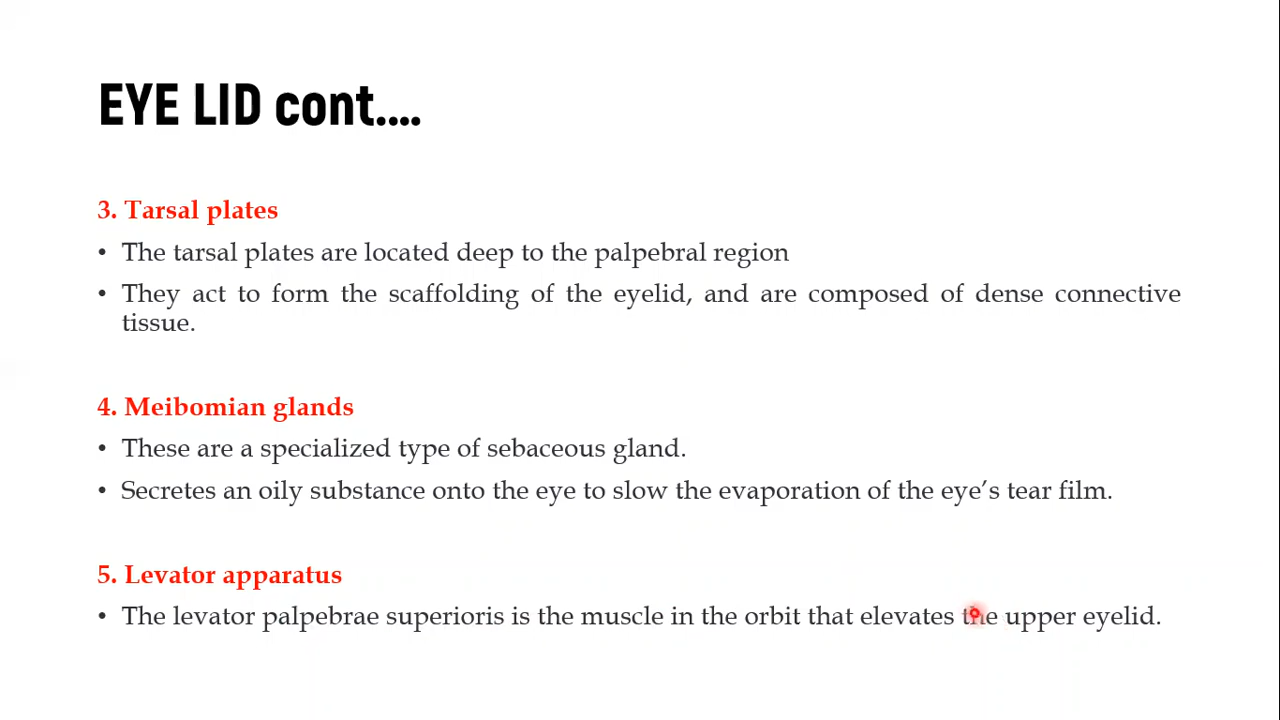 EYE LID cont....
3. Tarsal plates
• The tarsal plates are located deep to the palpebral region
• They act to form the scaffolding of the eyelid, and are composed of dense connective
tissue.
4. Meibomian glands
• These are a specialized type of sebaceous gland.
• Secretes an oily substance onto the eye to slow the evaporation of the eye’s tear film.
5. Levator apparatus
• The levator palpebrae superioris is the muscle in the orbit that elevates the upper eyelid.